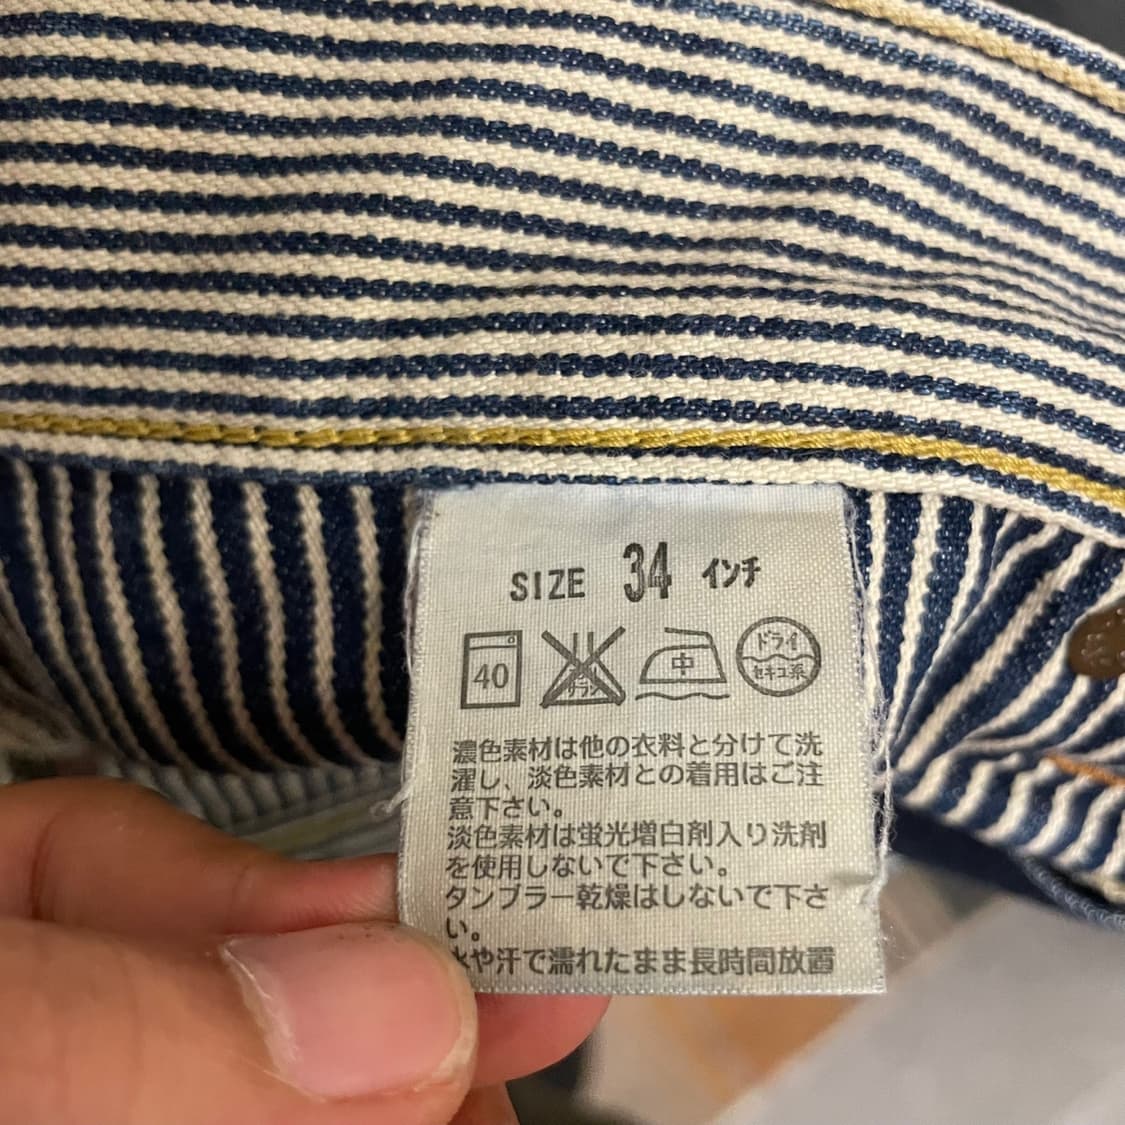 SIZE 34 インチ
40 中 ドライ
セキユ系
濃色素材は他の衣料と分けて洗
濯し、淡色素材との着用はご注
意下さい。
淡色素材は蛍光増白剤入り洗剤
を使用しないで下さい。
タンブラー乾燥はしないで下さ
い。
水や汗で濡れたまま長時間放置